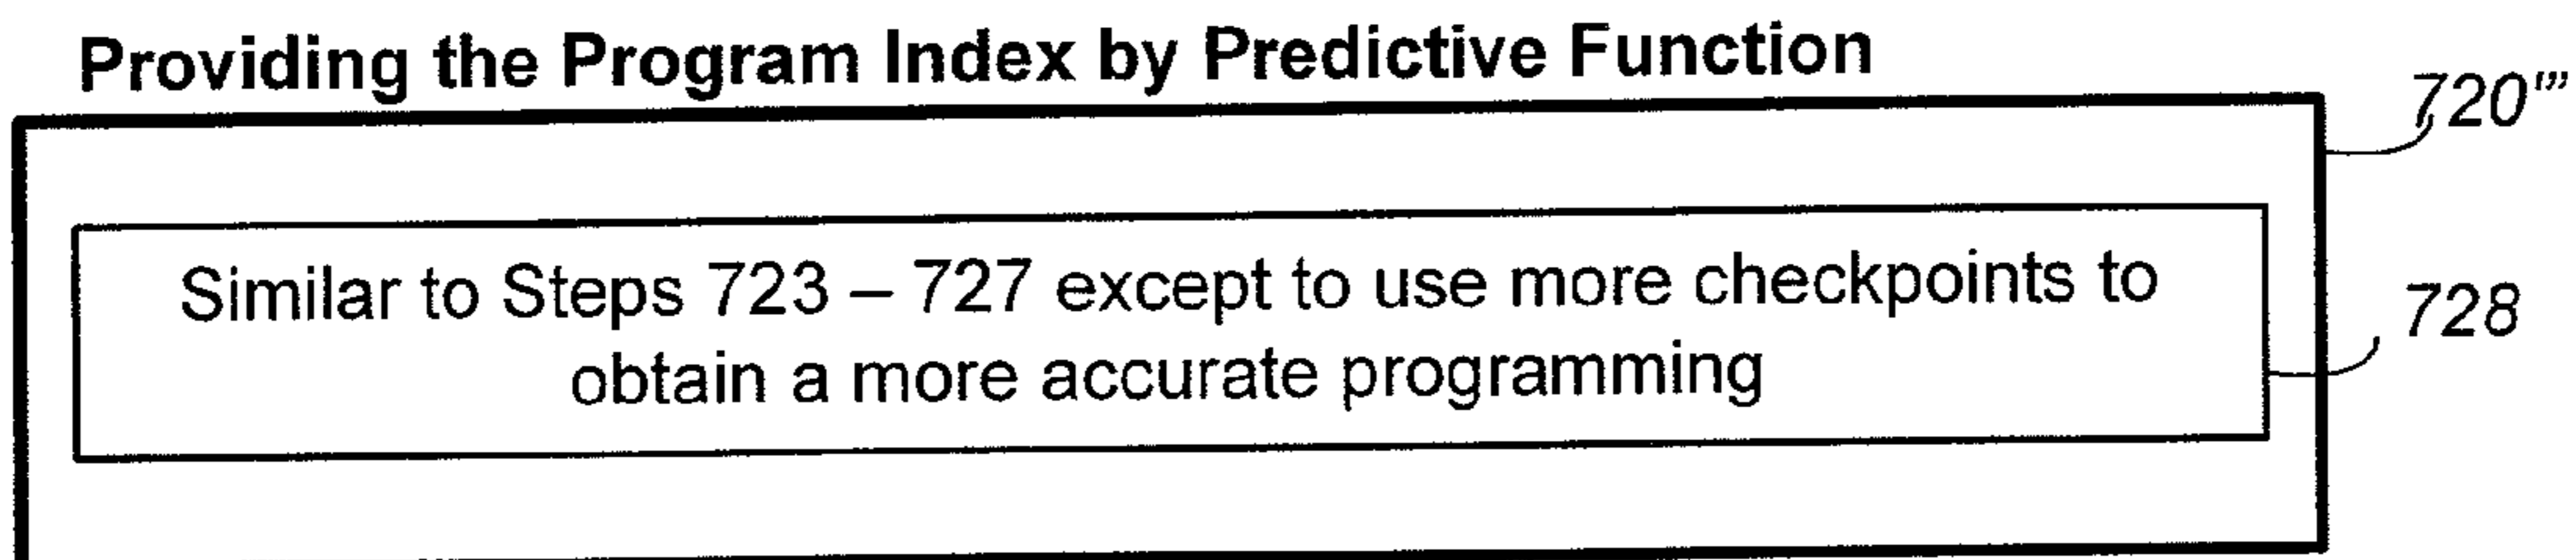 Providing the Program Index by Predictive Function
720'''
Similar to Steps 723 – 727 except to use more checkpoints to
obtain a more accurate programming
728